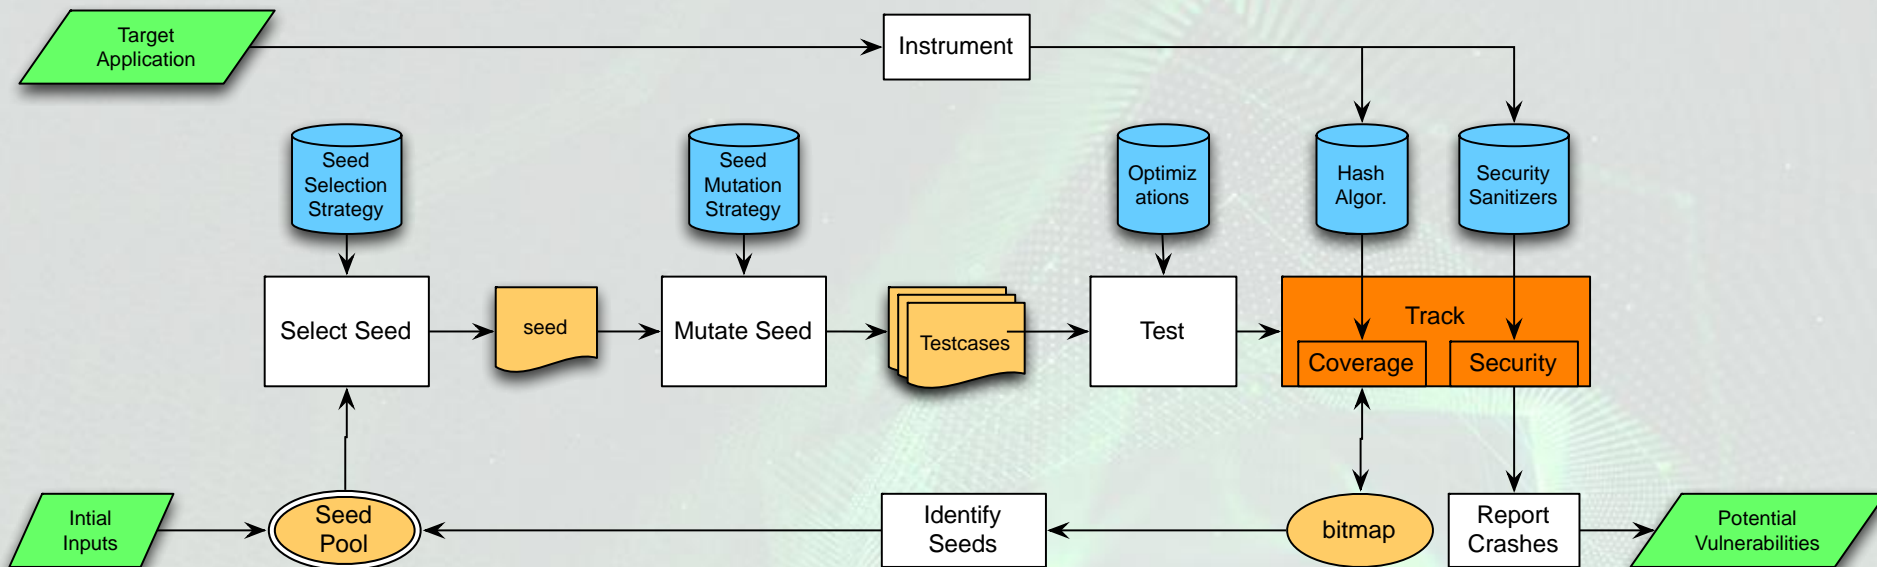 Target
Application
Instrument
Seed
Selection
Strategy
Seed
Mutation
Strategy
Optimiz
ations
Hash
Algor.
Security
Sanitizers
Select Seed
seed
Mutate Seed
Testcases
Test
Track
Coverage
Security
Intial
Inputs
Seed
Pool
Identify
Seeds
bitmap
Report
Crashes
Potential
Vulnerabilities